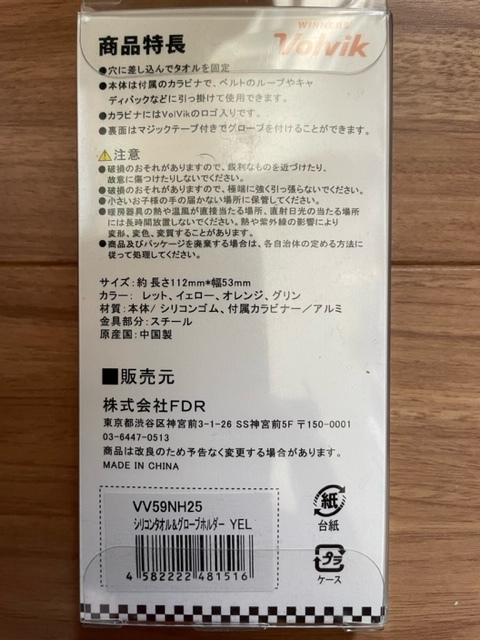 WINNERS
Volvik
商品特長
●穴に差し込んでタオルを固定
●本体は付属のカラビナで、ベルトのループやキャ
ディバックなどに引っ掛けて使用できます。
●カラビナにはVolVikのロゴ入りです。
●裏面はマジックテープ付きでグローブを付けることができます。
注意
●破損のおそれがありますので、鋭利なものを近づけたり、
故意に傷つけたりしないでください。
●破損のおそれがありますので、極端に強く引っ張らないでください。
●小さいお子様の手の届かない場所に保管してください。
●暖房器具の熱や温風が直接当たる場所、直射日光の当たる場所
には長時間放置しないでください。熱や紫外線の影響により
変形、変色、変質することがあります。
●商品及びパッケージを廃棄する場合は、各自治体の定める方法に
従って処理してください。
サイズ：約 長さ112mm*幅53mm
カラー： レット、イェロー、オレンジ、グリン
材質：本体/ シリコンゴム、付属カラビナー／アルミ
金具部分：スチール
原産国：中国製
■販売元
株式会社FDR
東京都渋谷区神宮前3-1-26 SS神宮前5F 〒150-0001
03-6447-0513
商品は改良のため予告なく変更する場合があります。
MADE IN CHINA
VV59NH25
シリコンタオル&グローブホルダー YEL
4 582222 481516
紙
台紙
プラ
ケース